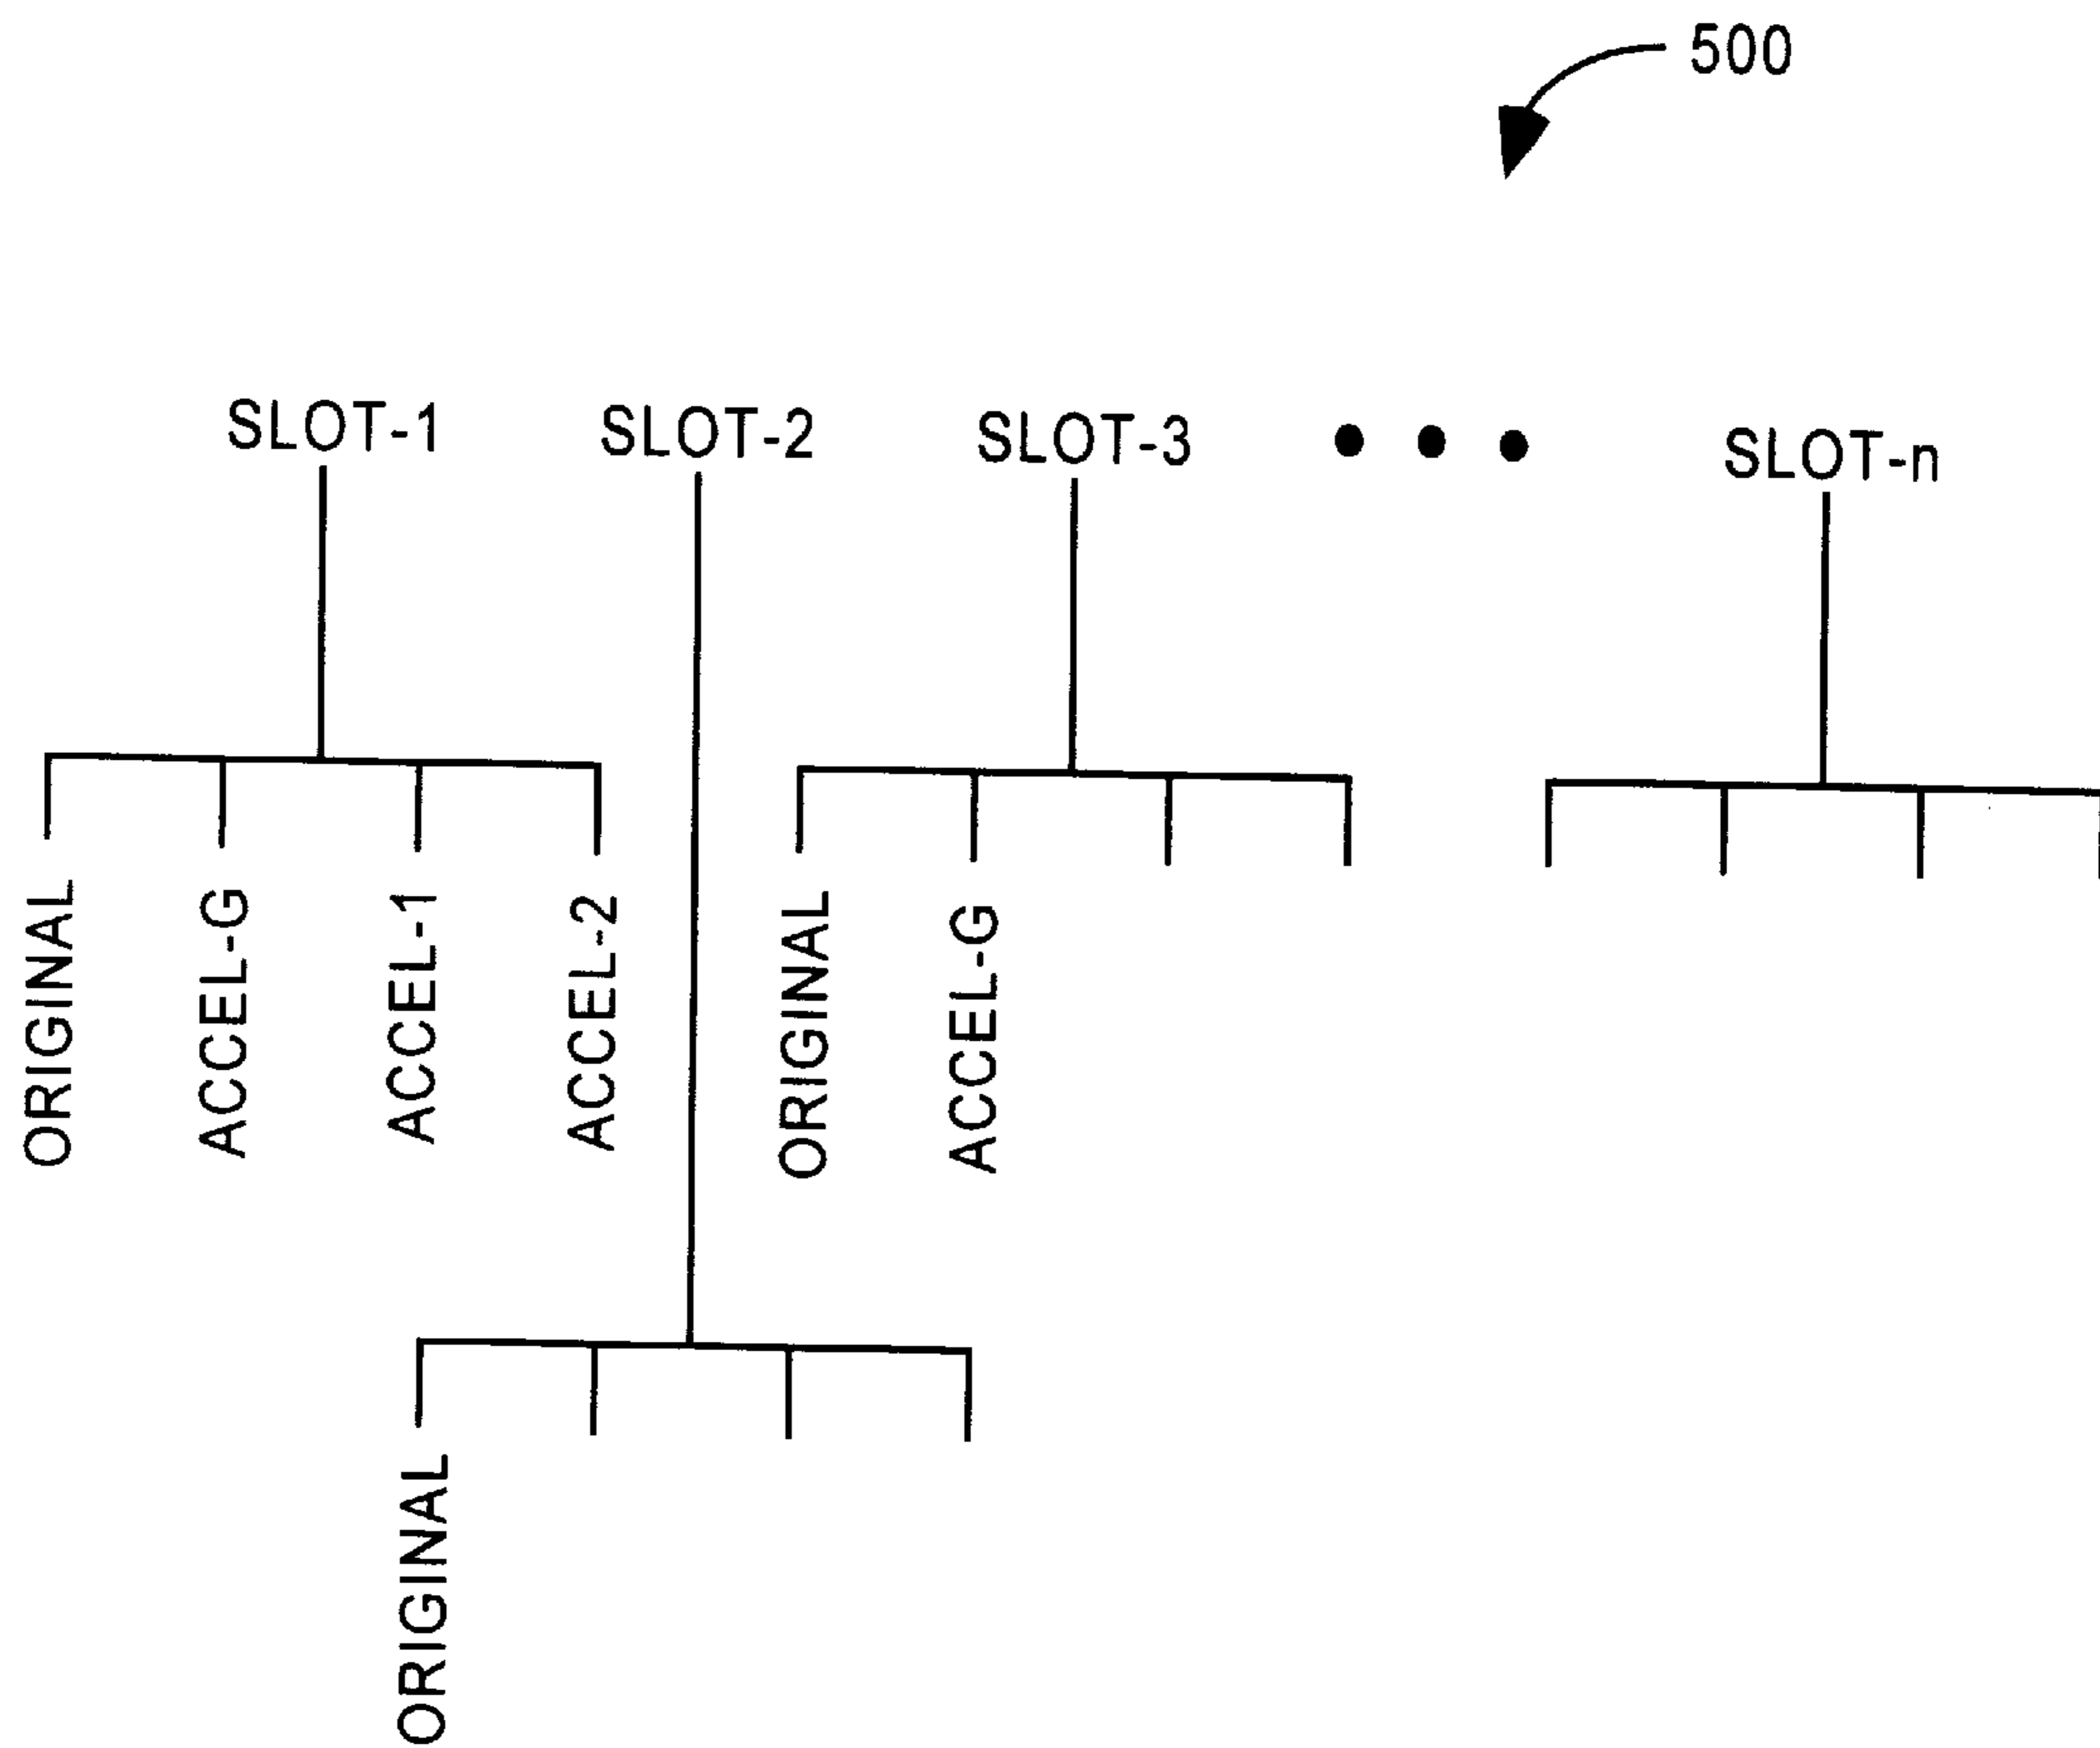 500
SLOT-1
SLOT-2
SLOT-3
SLOT-n
ORIGINAL
ACCEL-G
ACCEL-1
ACCEL-2
ORIGINAL
ACCEL-G
ORIGINAL